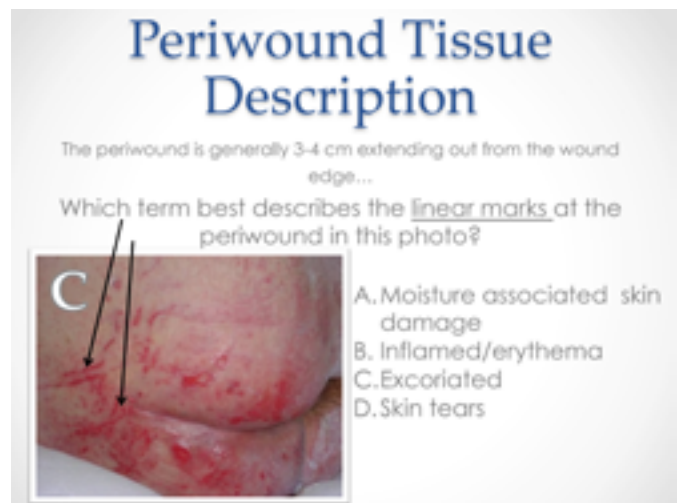 Periwound Tissue
Description
The periwound is generally 3-4 cm extending out from the wound
edge...
Which term best describes the linear marks at the
periwound in this photo?
C
A. Moisture associated skin
damage
B. Inflamed/erythema
C. Excoriated
D. Skin tears